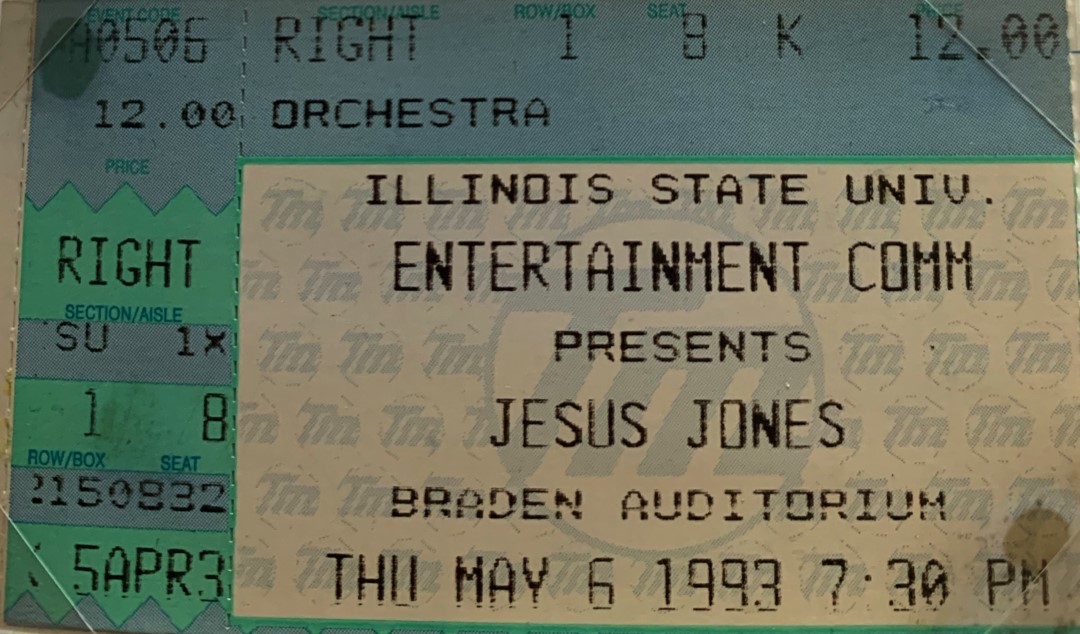 EVENT CODE SECTION/AISLE ROW/BOX SEAT PRICE
A0506 RIGHT 1 8 K 12.00
12.00 ORCHESTRA
PRICE
ILLINOIS STATE UNIV.
RIGHT ENTERTAINMENT COMM
SECTION/AISLE
SU 1X PRESENTS
1 8 JESUS JONES
ROW/BOX SEAT
150832 BRADEN AUDITORIUM
5APR3 THU MAY 6 1993 7:30 PM